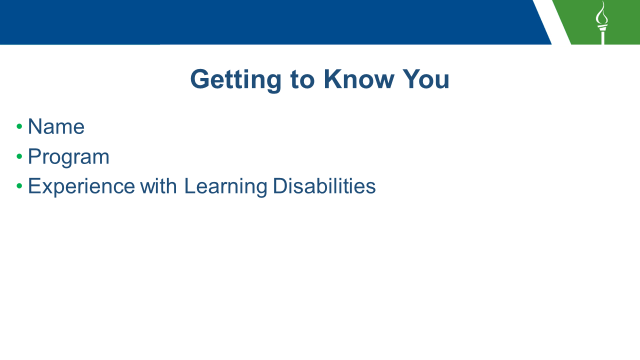 Getting to Know You
• Name
• Program
• Experience with Learning Disabilities